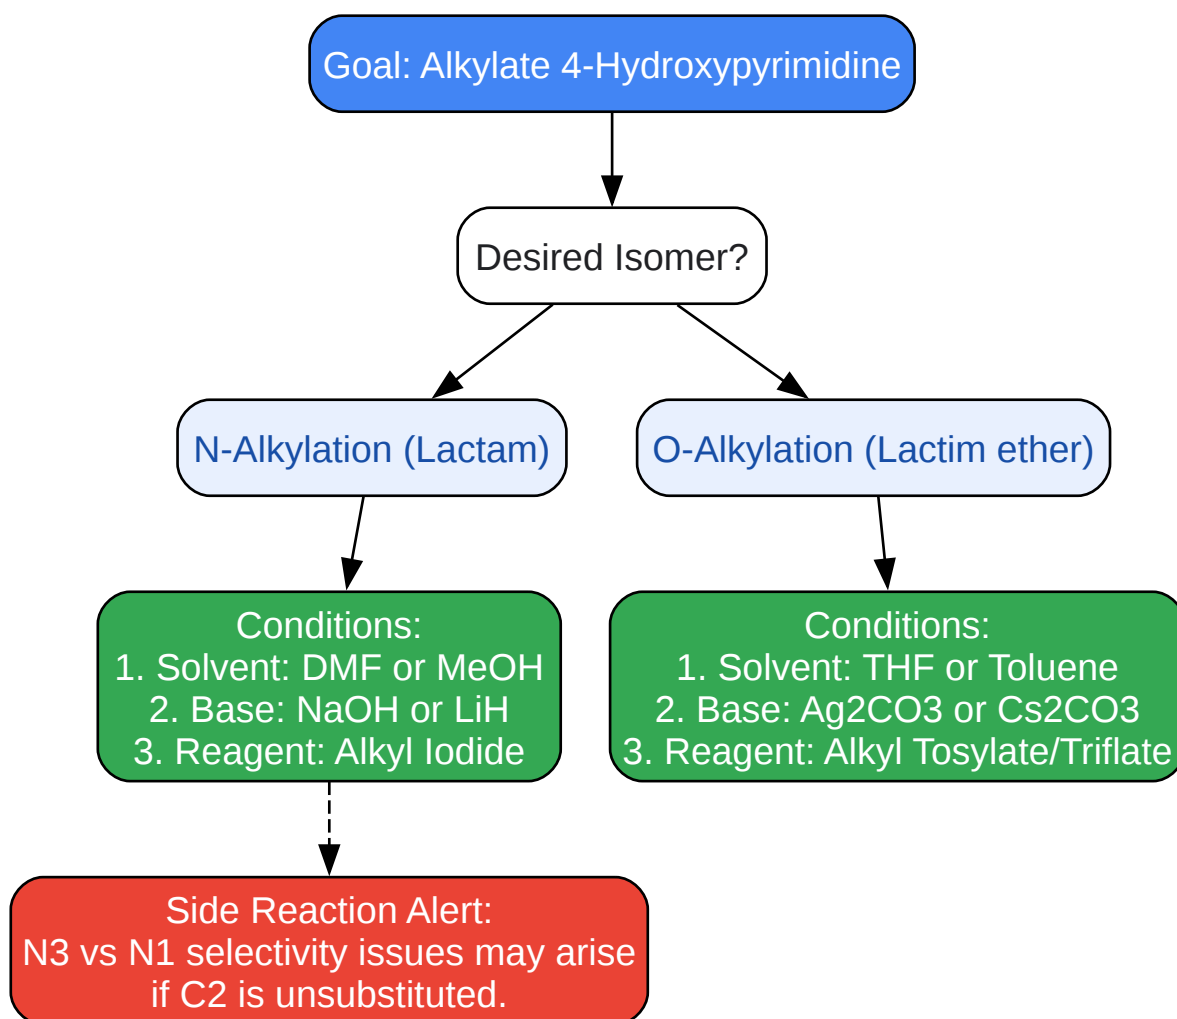 Goal: Alkylate 4-Hydroxypyrimidine
Desired Isomer?
N-Alkylation (Lactam)
O-Alkylation (Lactim ether)
Conditions:
1. Solvent: DMF or MeOH
2. Base: NaOH or LiH
3. Reagent: Alkyl Iodide
Conditions:
1. Solvent: THF or Toluene
2. Base: Ag2CO3 or Cs2CO3
3. Reagent: Alkyl Tosylate/Triflate
Side Reaction Alert:
N3 vs N1 selectivity issues may arise
if C2 is unsubstituted.